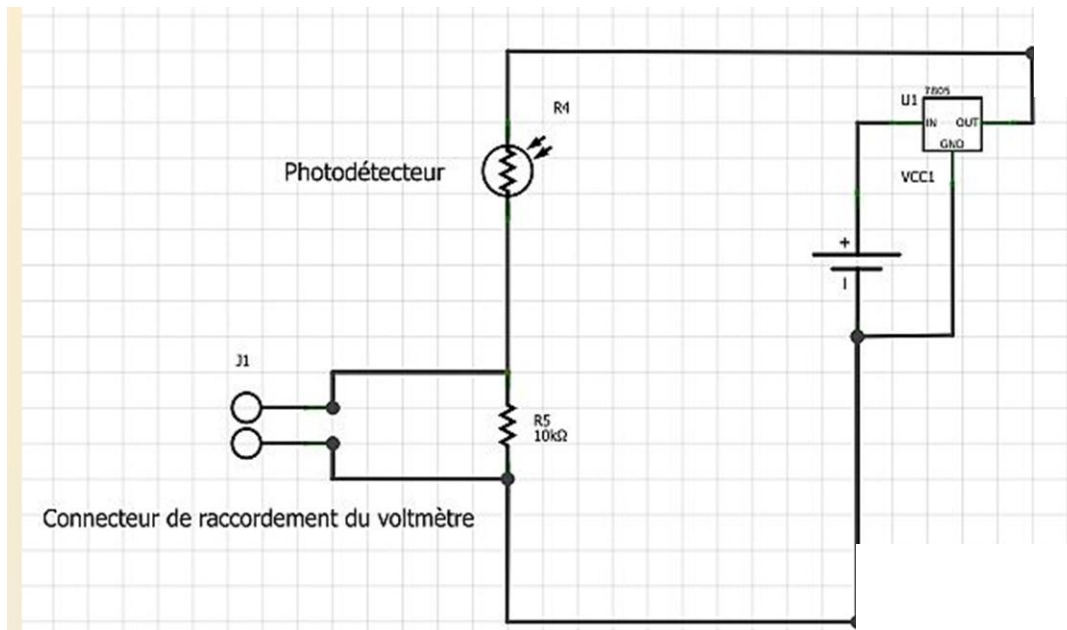 R4
7805
U1
IN OUT
GND
Photodétecteur
VCC1
+
J1
R5
10kΩ
Connecteur de raccordement du voltmètre